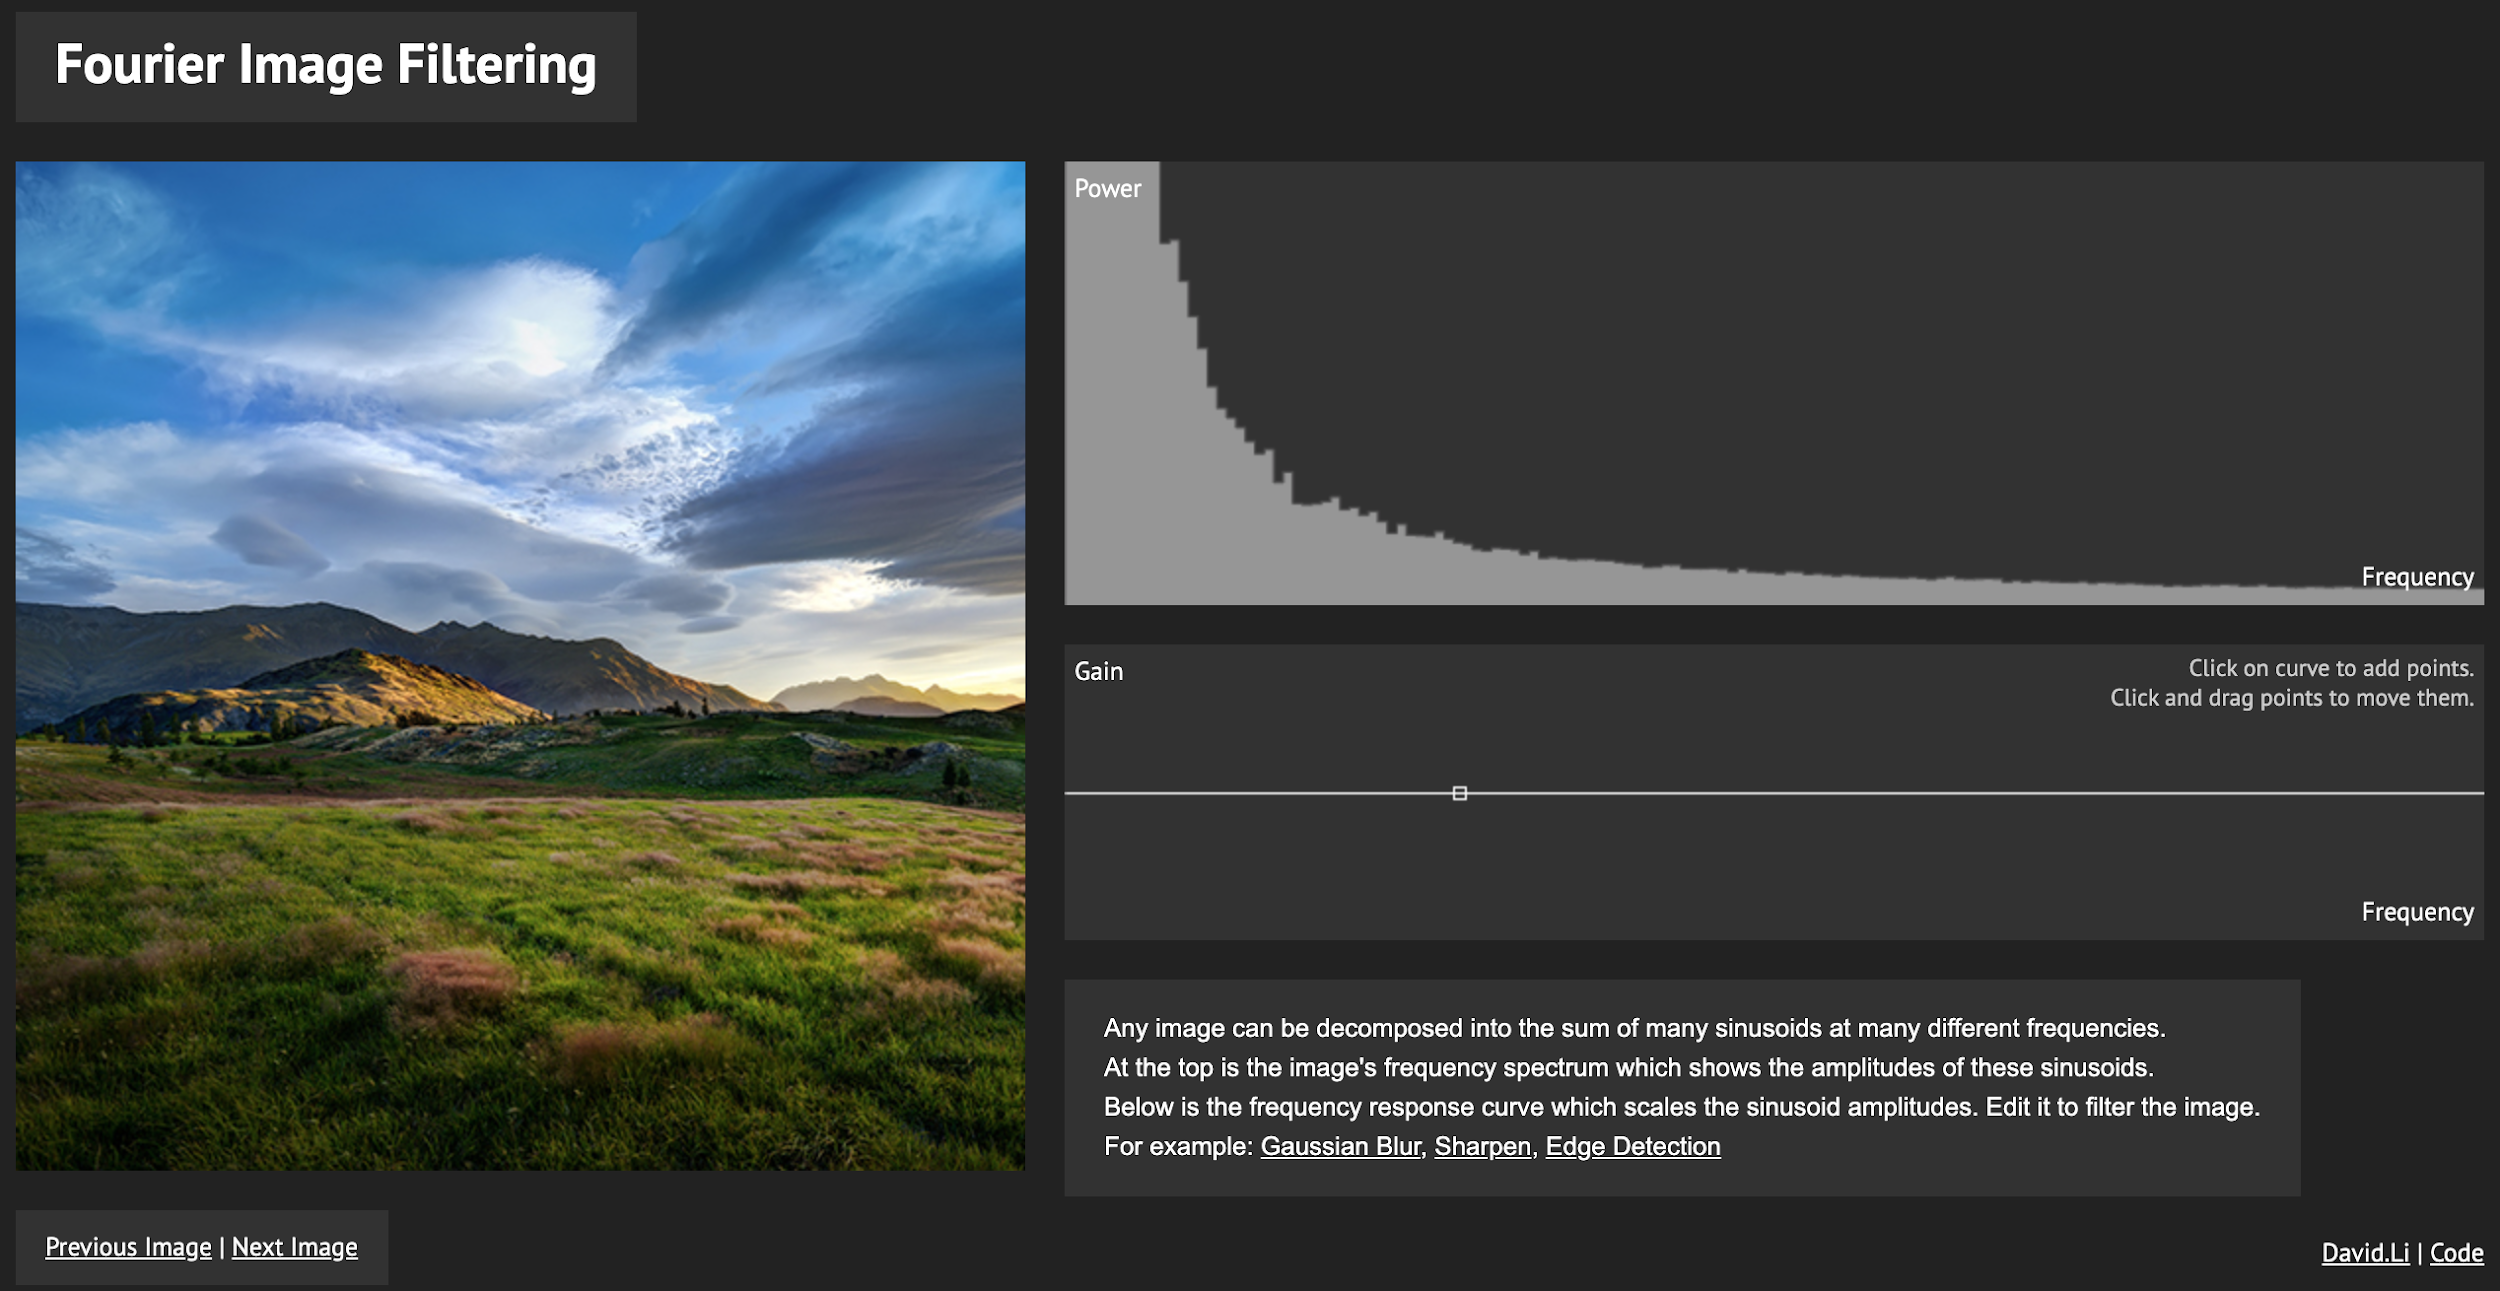 Fourier Image Filtering
Power
Frequency
Gain
Click on curve to add points.
Click and drag points to move them.
Frequency
Any image can be decomposed into the sum of many sinusoids at many different frequencies.
At the top is the image's frequency spectrum which shows the amplitudes of these sinusoids.
Below is the frequency response curve which scales the sinusoid amplitudes. Edit it to filter the image.
For example: Gaussian Blur, Sharpen, Edge Detection
Previous Image | Next Image
David.Li | Code